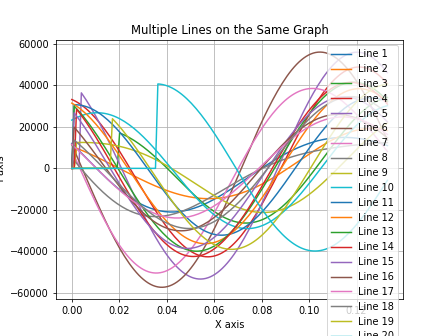 Multiple Lines on the Same Graph
60000
40000
20000
0
−20000
−40000
−60000
0.00
0.02
0.04
0.06
0.08
0.10
X axis
Line 1
Line 2
Line 3
Line 4
Line 5
Line 6
Line 7
Line 8
Line 9
Line 10
Line 11
Line 12
Line 13
Line 14
Line 15
Line 16
Line 17
Line 18
Line 19
Line 20